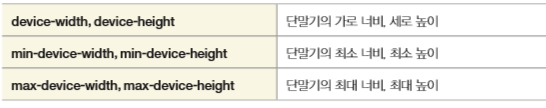 device-width, device-height 단말기의 가로 너비, 세로 높이
min-device-width, min-device-height 단말기의 최소 너비, 최소 높이
max-device-width, max-device-height 단말기의 최대 너비, 최대 높이